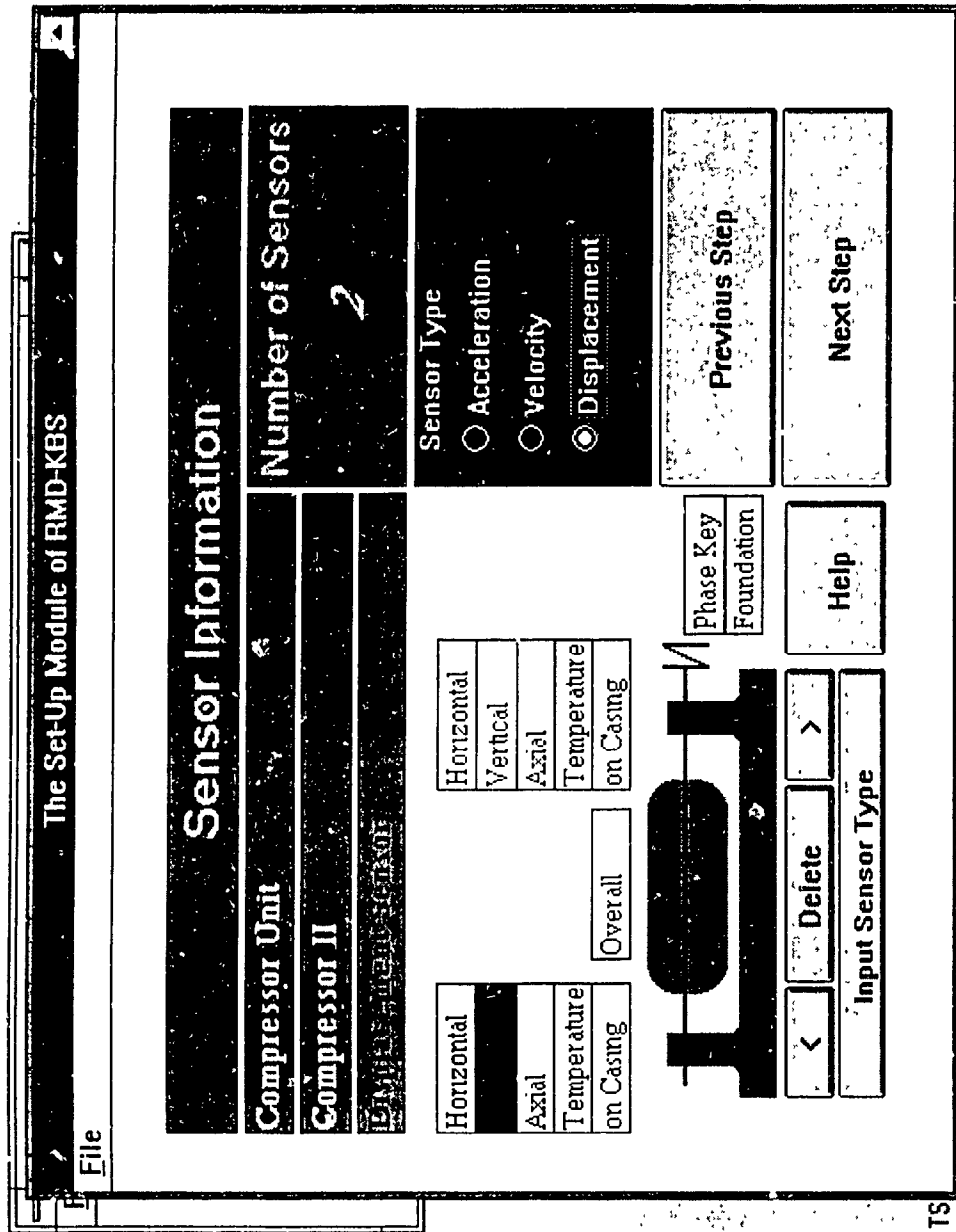 The Set-Up Module of RMD-KBS
File
Sensor Information
Compressor Unit
Compressor II
Number of Sensors
2
Sensor Type
Acceleration
Velocity
Displacement
Horizontal
Axial
Temperature
on Casing
Overall
Horizontal
Vertical
Axial
Temperature
on Casing
Phase Key
Foundation
<
Delete
>
Input Sensor Type
Help
Previous Step
Next Step
TS